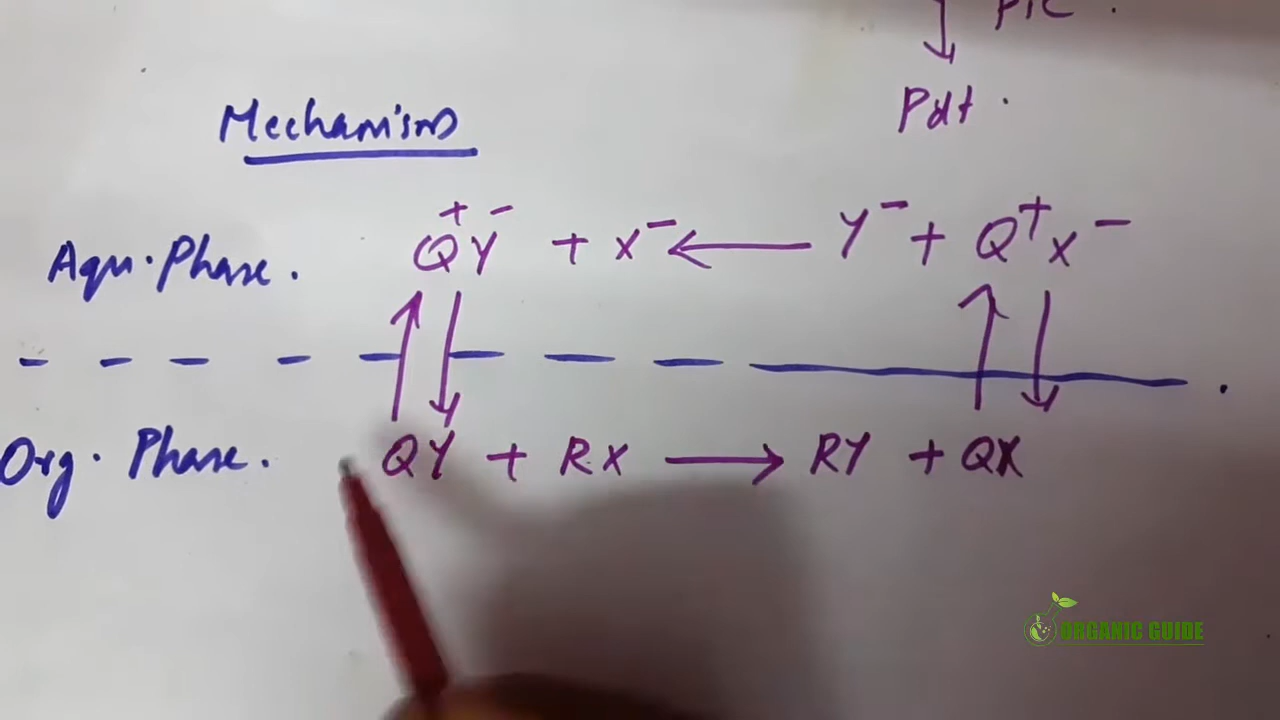 PTC.
Pdt.
Mechanism
Aqu. Phase. Q⁺Y⁻ + X⁻ ← Y⁻ + Q⁺X⁻
Org. Phase. QY + RX → RY + QX
ORGANIC GUIDE